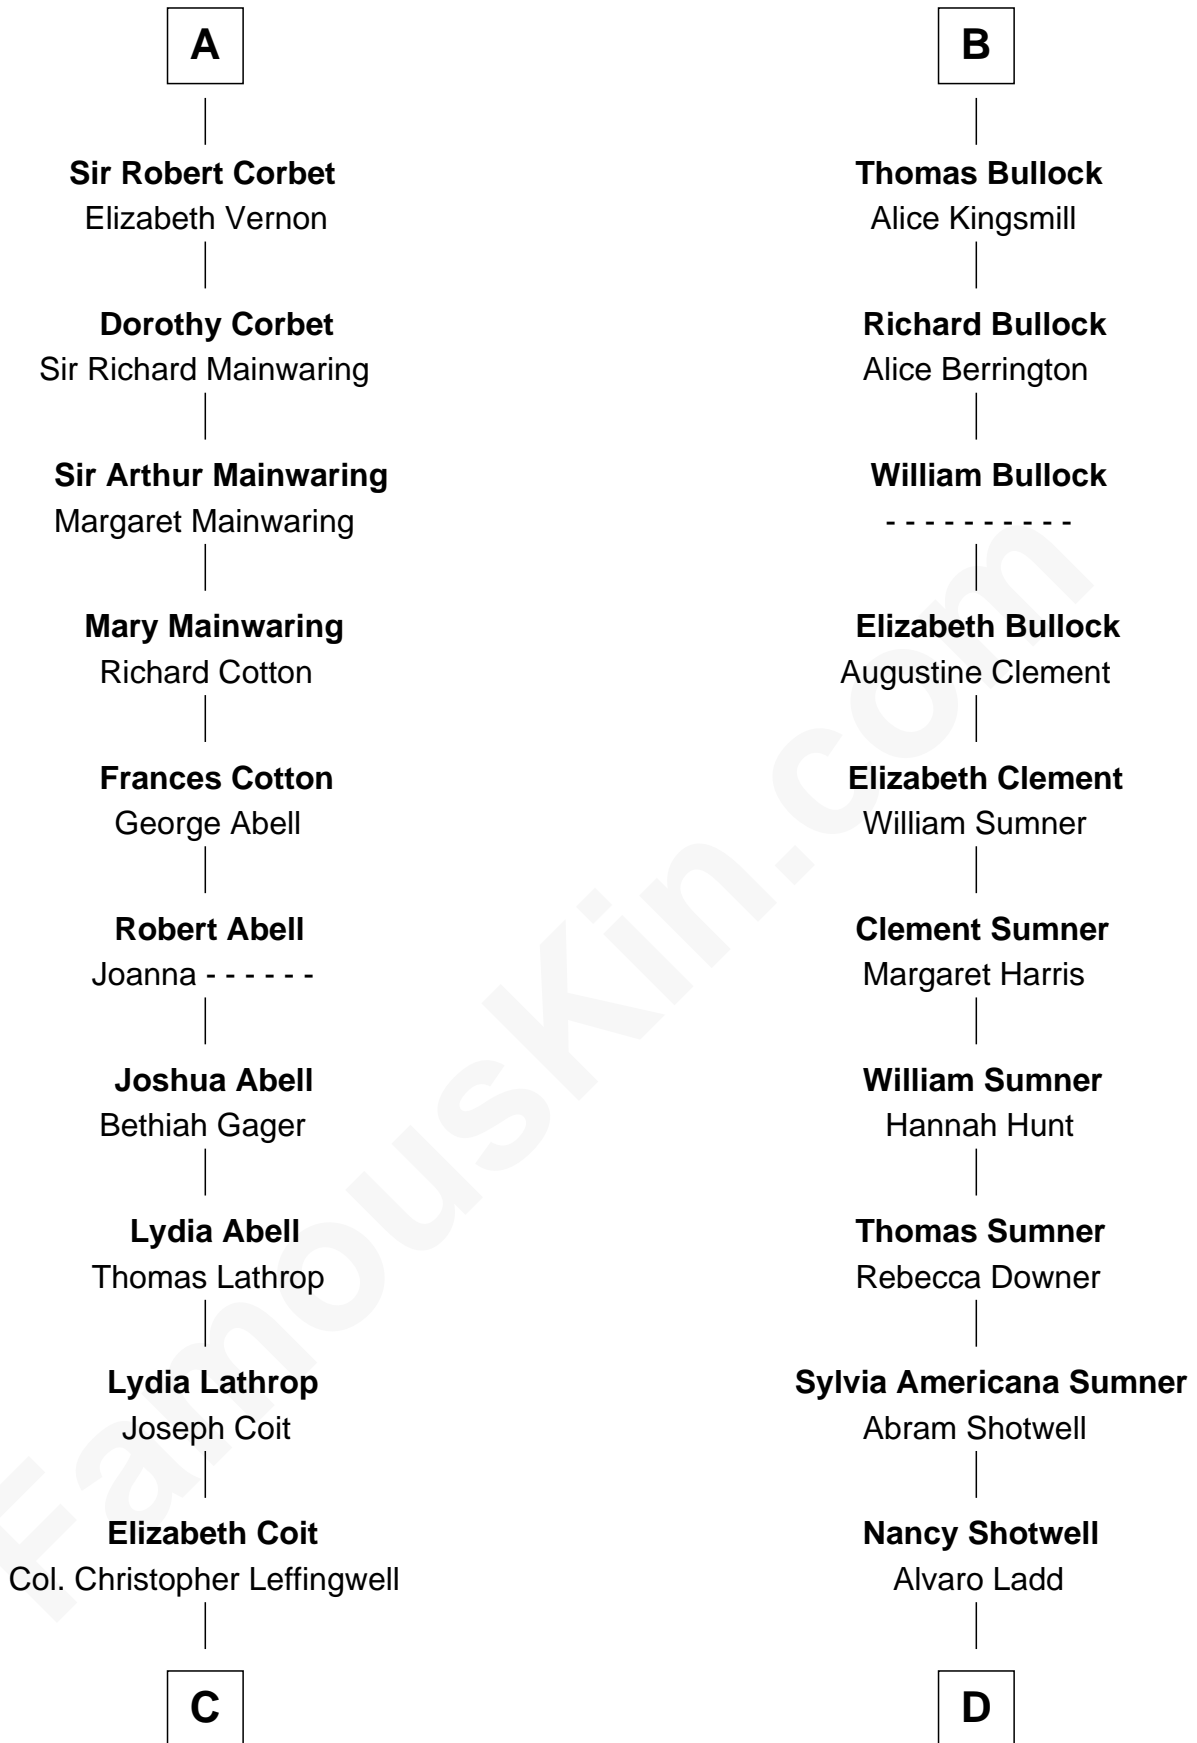 A
Sir Robert Corbet
Elizabeth Vernon
Dorothy Corbet
Sir Richard Mainwaring
Sir Arthur Mainwaring
Margaret Mainwaring
Mary Mainwaring
Richard Cotton
Frances Cotton
George Abell
Robert Abell
Joanna - - - - - -
Joshua Abell
Bethiah Gager
Lydia Abell
Thomas Lathrop
Lydia Lathrop
Joseph Coit
Elizabeth Coit
Col. Christopher Leffingwell
C
B
Thomas Bullock
Alice Kingsmill
Richard Bullock
Alice Berrington
William Bullock
- - - - - - - - - -
Elizabeth Bullock
Augustine Clement
Elizabeth Clement
William Sumner
Clement Sumner
Margaret Harris
William Sumner
Hannah Hunt
Thomas Sumner
Rebecca Downer
Sylvia Americana Sumner
Abram Shotwell
Nancy Shotwell
Alvaro Ladd
D
FamousKin.com